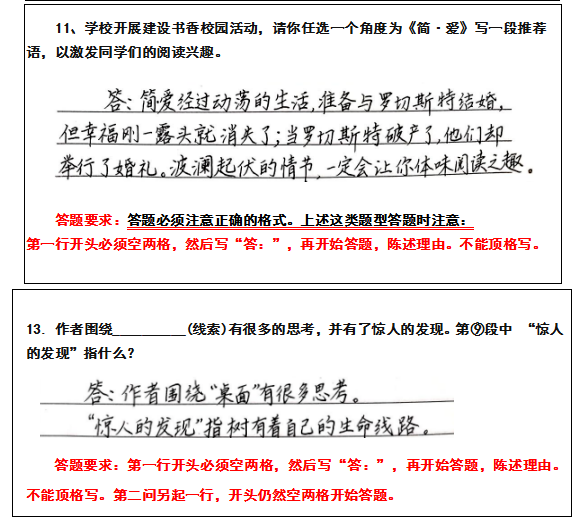 11、学校开展建设书香校园活动，请你任选一个角度为《简·爱》写一段推荐
语，以激发同学们的阅读兴趣。
答：简爱经过动荡的生活，准备与罗切斯特结婚，
但幸福刚一露头就消失了；当罗切斯特破产了，他们却
举行了婚礼。波澜起伏的情节，一定会让你体味阅读之趣。
答题要求：答题必须注意正确的格式。上述这类题型答题时注意：
第一行开头必须空两格，然后写“答：”，再开始答题，陈述理由。不能顶格写。
13. 作者围绕__________(线索)有很多的思考，并有了惊人的发现。第⑨段中 “惊人
的发现”指什么？
答：作者围绕“桌面”有很多思考。
“惊人的发现”指树有着自己的生命线路。
答题要求：第一行开头必须空两格，然后写“答：”，再开始答题，陈述理由。
不能顶格写。第二问另起一行，开头仍然空两格开始答题。